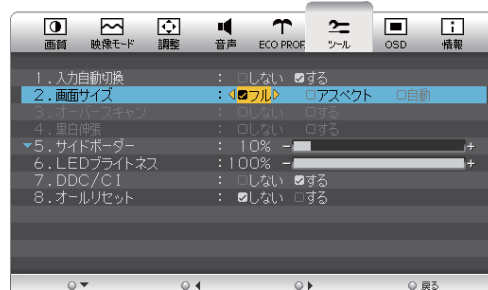 画質 映像モード 調整 音声 ECO PROF. ツール OSD 情報
1.入力自動切換 : □しない ☑する
2.画面サイズ : ☑フル □アスペクト □自動
3.オーバースキャン : □しない □する
4.黒白伸張 : □しない □する
5.サイドボーダー : 10% - +
6.LEDブライトネス : 100% - +
7.DDC/CI : □しない ☑する
8.オールリセット : ☑しない □する
戻る